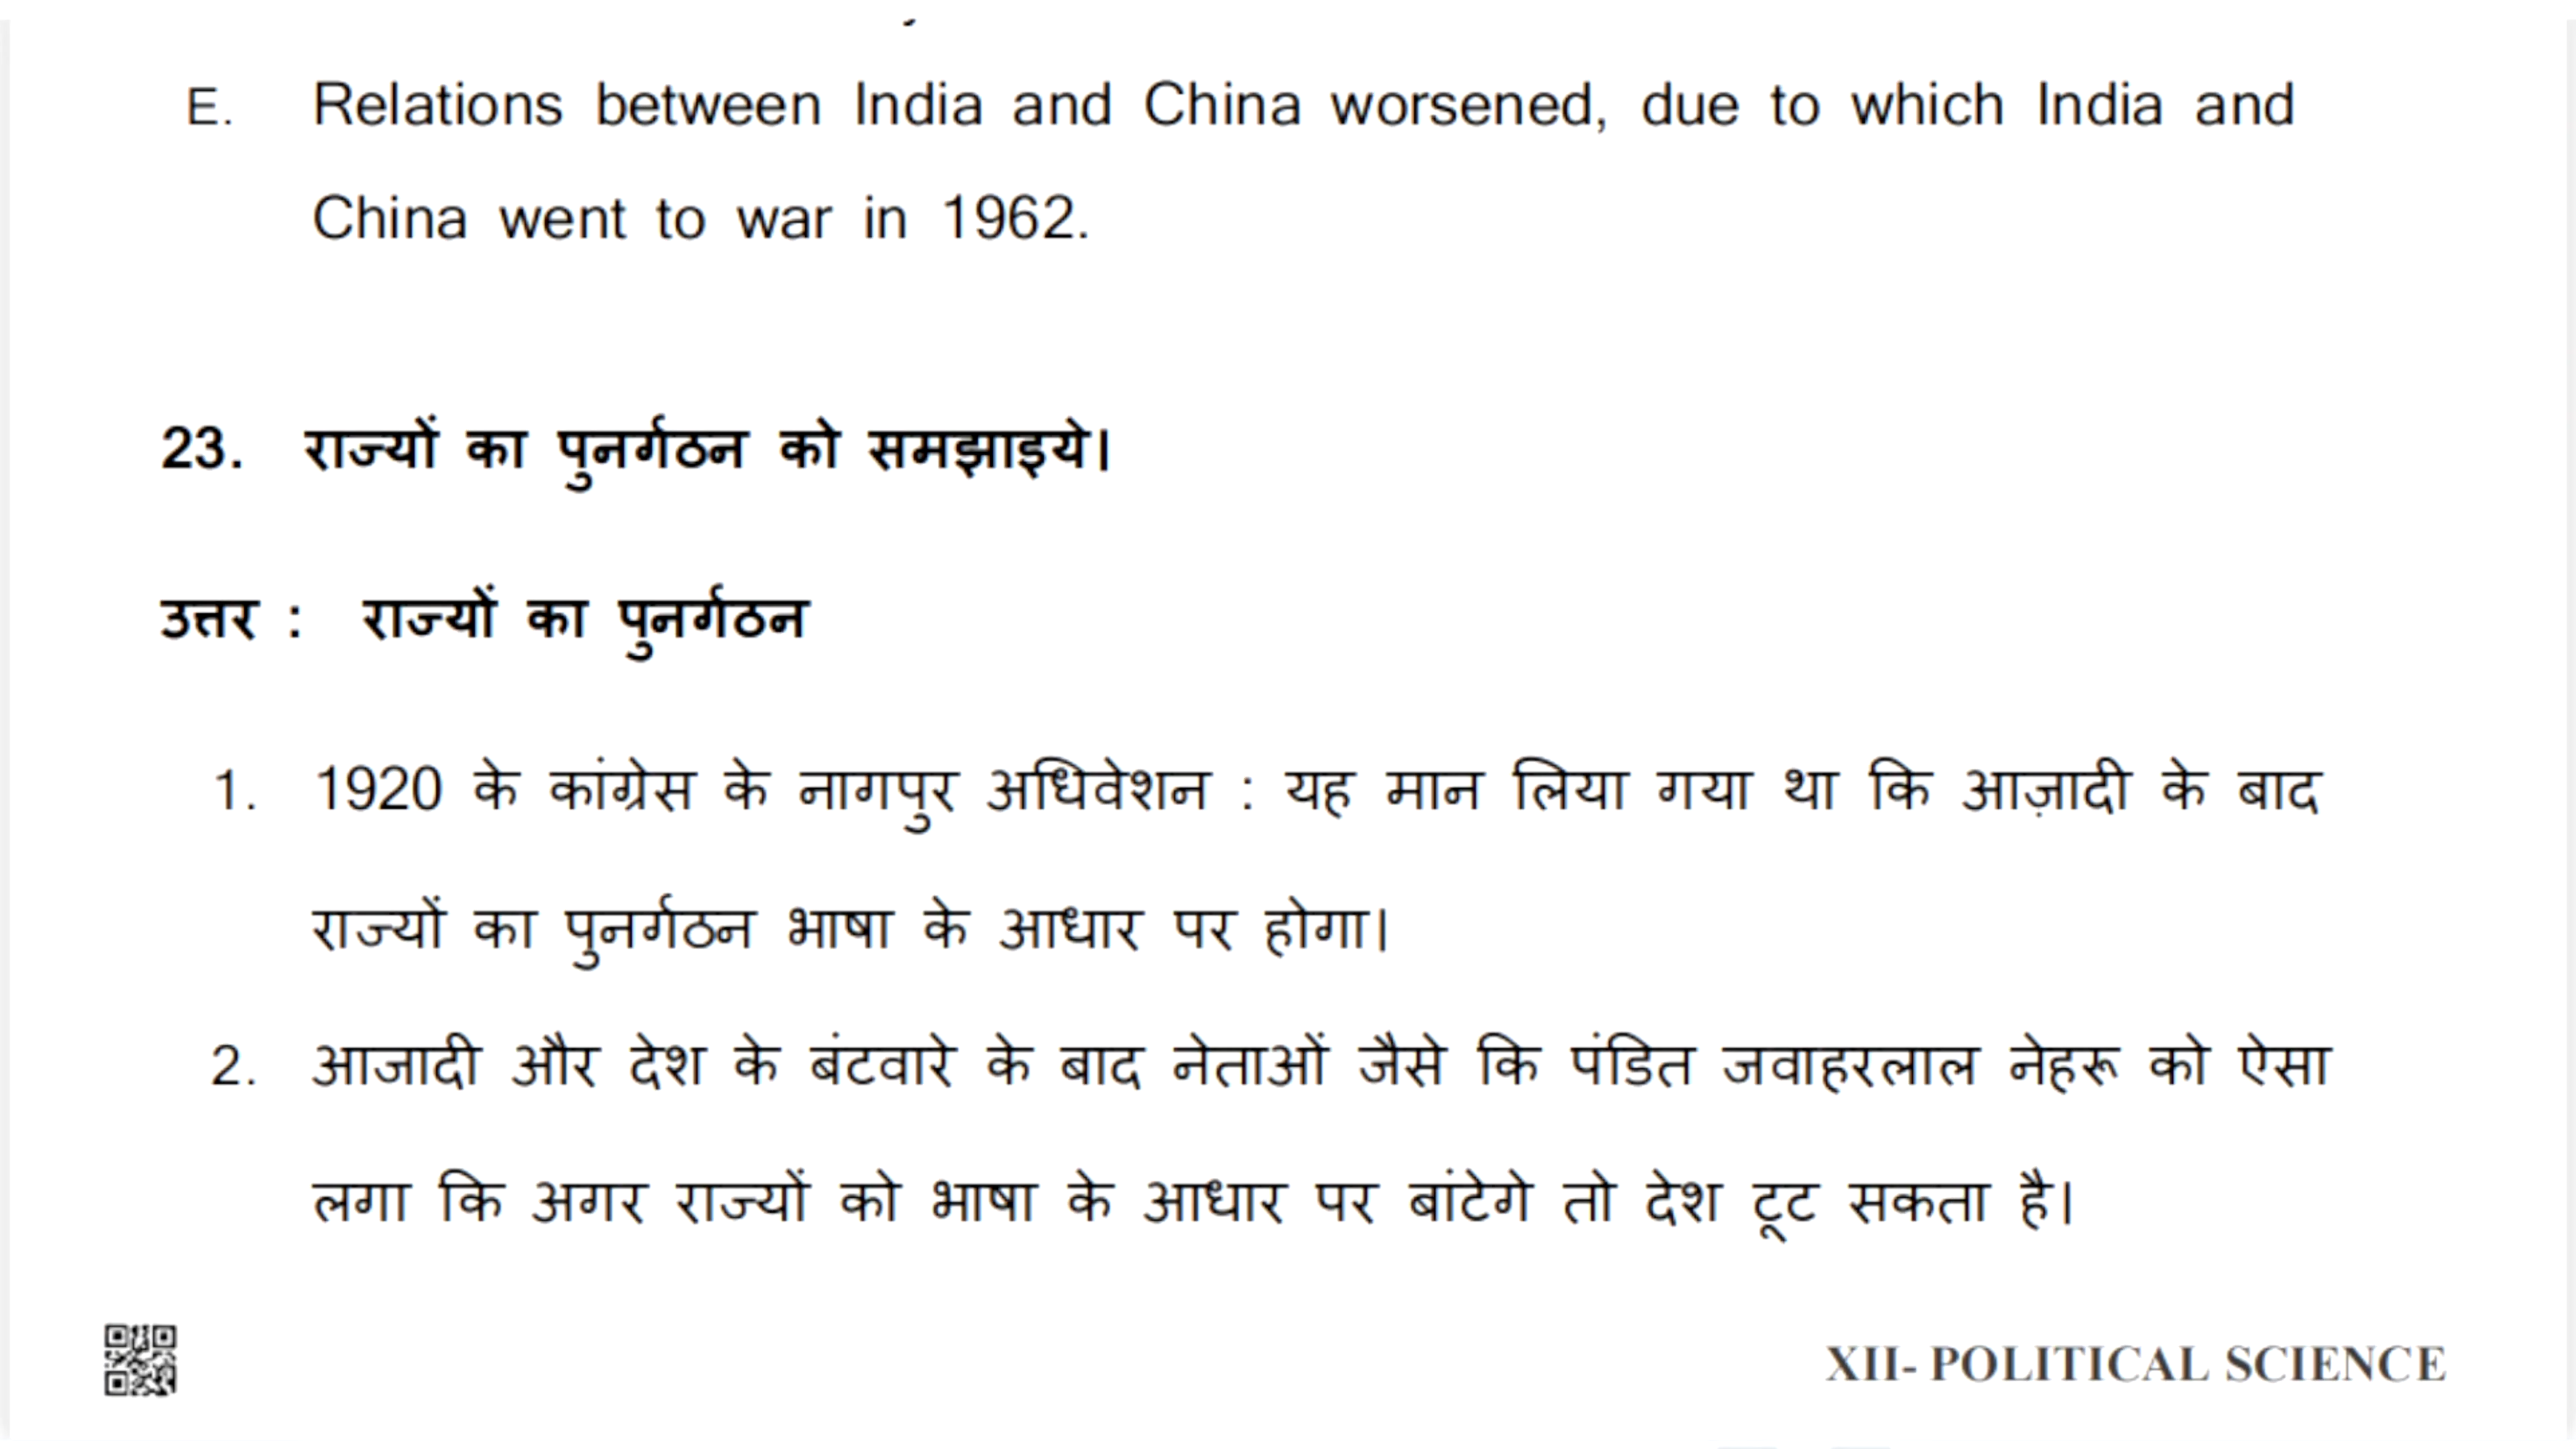 E. Relations between India and China worsened, due to which India and
China went to war in 1962.
23. राज्यों का पुनर्गठन को समझाइये।
उत्तर : राज्यों का पुनर्गठन
1. 1920 के कांग्रेस के नागपुर अधिवेशन : यह मान लिया गया था कि आज़ादी के बाद
राज्यों का पुनर्गठन भाषा के आधार पर होगा।
2. आजादी और देश के बंटवारे के बाद नेताओं जैसे कि पंडित जवाहरलाल नेहरू को ऐसा
लगा कि अगर राज्यों को भाषा के आधार पर बांटेगे तो देश टूट सकता है।
XII- POLITICAL SCIENCE